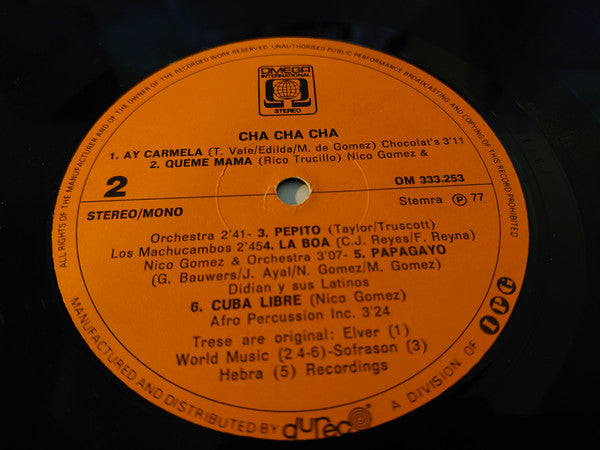 ALL RIGHTS OF THE MANUFACTURER AND OF THE OWNER OF THE RECORDED WORK RESERVED. UNAUTHORISED PUBLIC PERFORMANCE BROADCASTING AND COPYING OF THIS RECORD PROHIBITED
OMEGA
INTERNATIONAL
STEREO
CHA CHA CHA
1. AY CARMELA (T. Vale/Edilda/M. de Gomez) Chocolat's 3'11
2. QUEME MAMA (Rico Trucillo) Nico Gomez &
2
OM 333.253
STEREO/MONO
Stemra Ⓟ 77
Orchestra 2'41- 3. PEPITO (Taylor/Truscott)
Los Machucambos 2'454. LA BOA (C.J. Reyes/F. Reyna)
Nico Gomez & Orchestra 3'07- 5. PAPAGAYO
(G. Bauwers/J. Ayal/N. Gomez/M. Gomez)
Didian y sus Latinos
6. CUBA LIBRE (Nico Gomez)
Afro Percussion Inc. 3'24
Trese are original: Elver (1)
World Music (2 4-6)-Sofrason (3)
Hebra (5) Recordings
MANUFACTURED AND DISTRIBUTED BY dureco A DIVISION OF